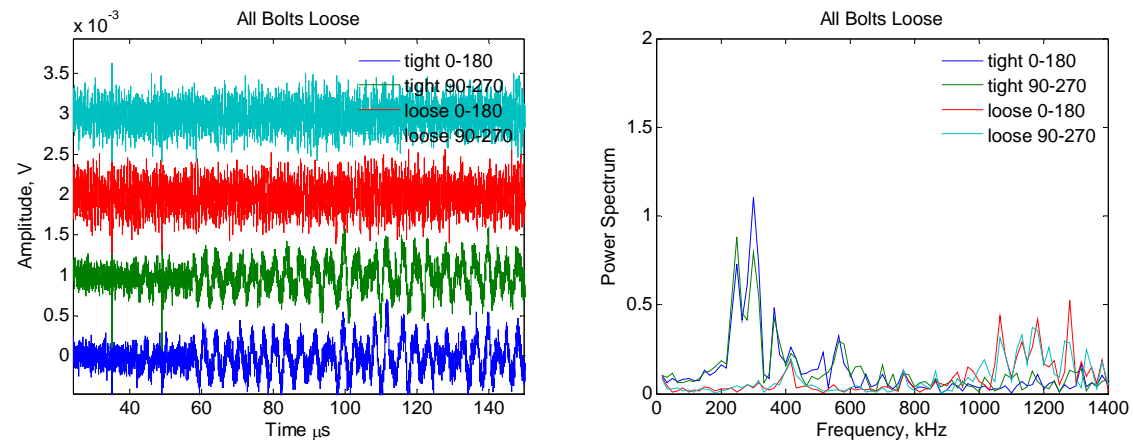 All Bolts Loose
x 10⁻³
3.5
3
2.5
2
1.5
1
0.5
0
Amplitude, V
tight 0-180
tight 90-270
loose 0-180
loose 90-270
40 60 80 100 120 140
Time μs
All Bolts Loose
2
1.5
1
0.5
0
Power Spectrum
tight 0-180
tight 90-270
loose 0-180
loose 90-270
0 200 400 600 800 1000 1200 1400
Frequency, kHz